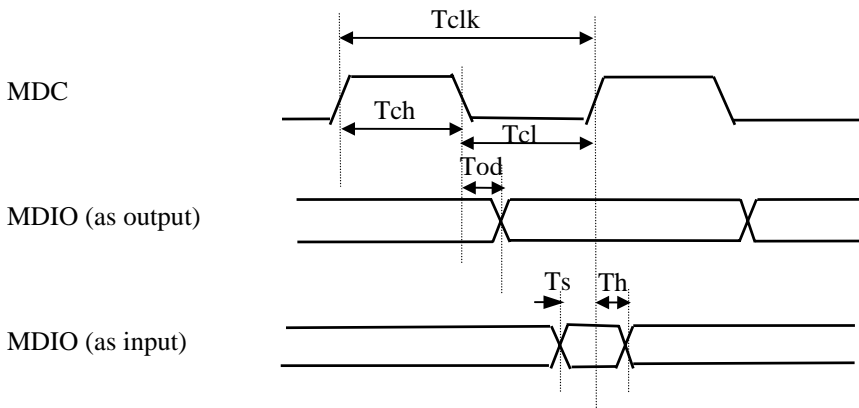 Tclk
MDC
Tch
Tcl
Tod
MDIO (as output)
Ts Th
MDIO (as input)